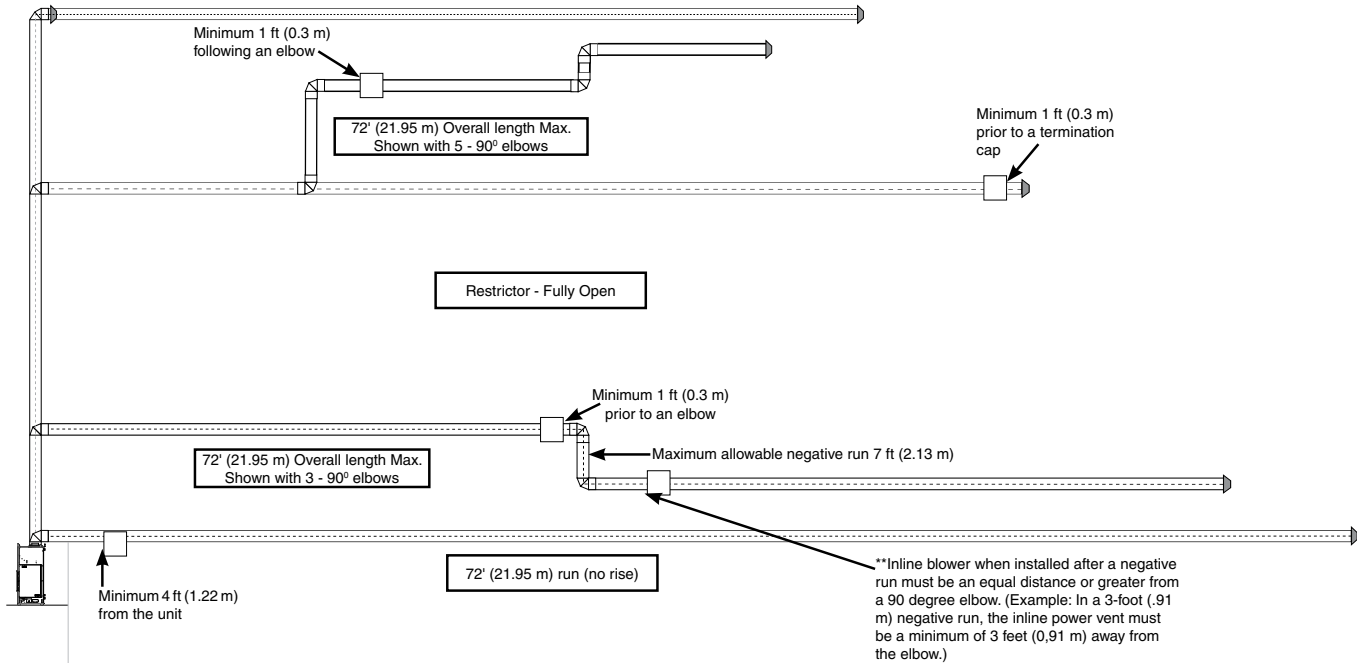 Minimum 1 ft (0.3 m)
following an elbow
72' (21.95 m) Overall length Max.
Shown with 5 - 90⁰ elbows
Minimum 1 ft (0.3 m)
prior to a termination
cap
Restrictor - Fully Open
Minimum 1 ft (0.3 m)
prior to an elbow
72' (21.95 m) Overall length Max.
Shown with 3 - 90⁰ elbows
Maximum allowable negative run 7 ft (2.13 m)
Minimum 4 ft (1.22 m)
from the unit
72' (21.95 m) run (no rise)
**Inline blower when installed after a negative
run must be an equal distance or greater from
a 90 degree elbow. (Example: In a 3-foot (.91
m) negative run, the inline power vent must
be a minimum of 3 feet (0,91 m) away from
the elbow.)